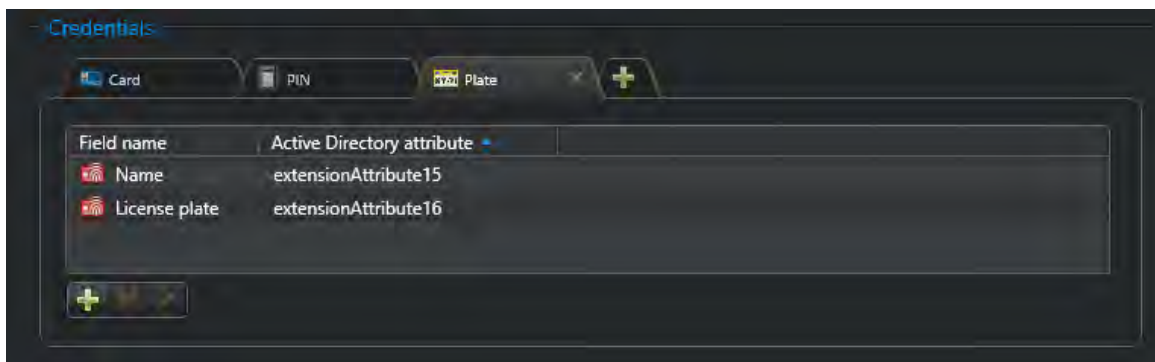 Credentials
Card PIN Plate
Field name Active Directory attribute
Name extensionAttribute15
License plate extensionAttribute16